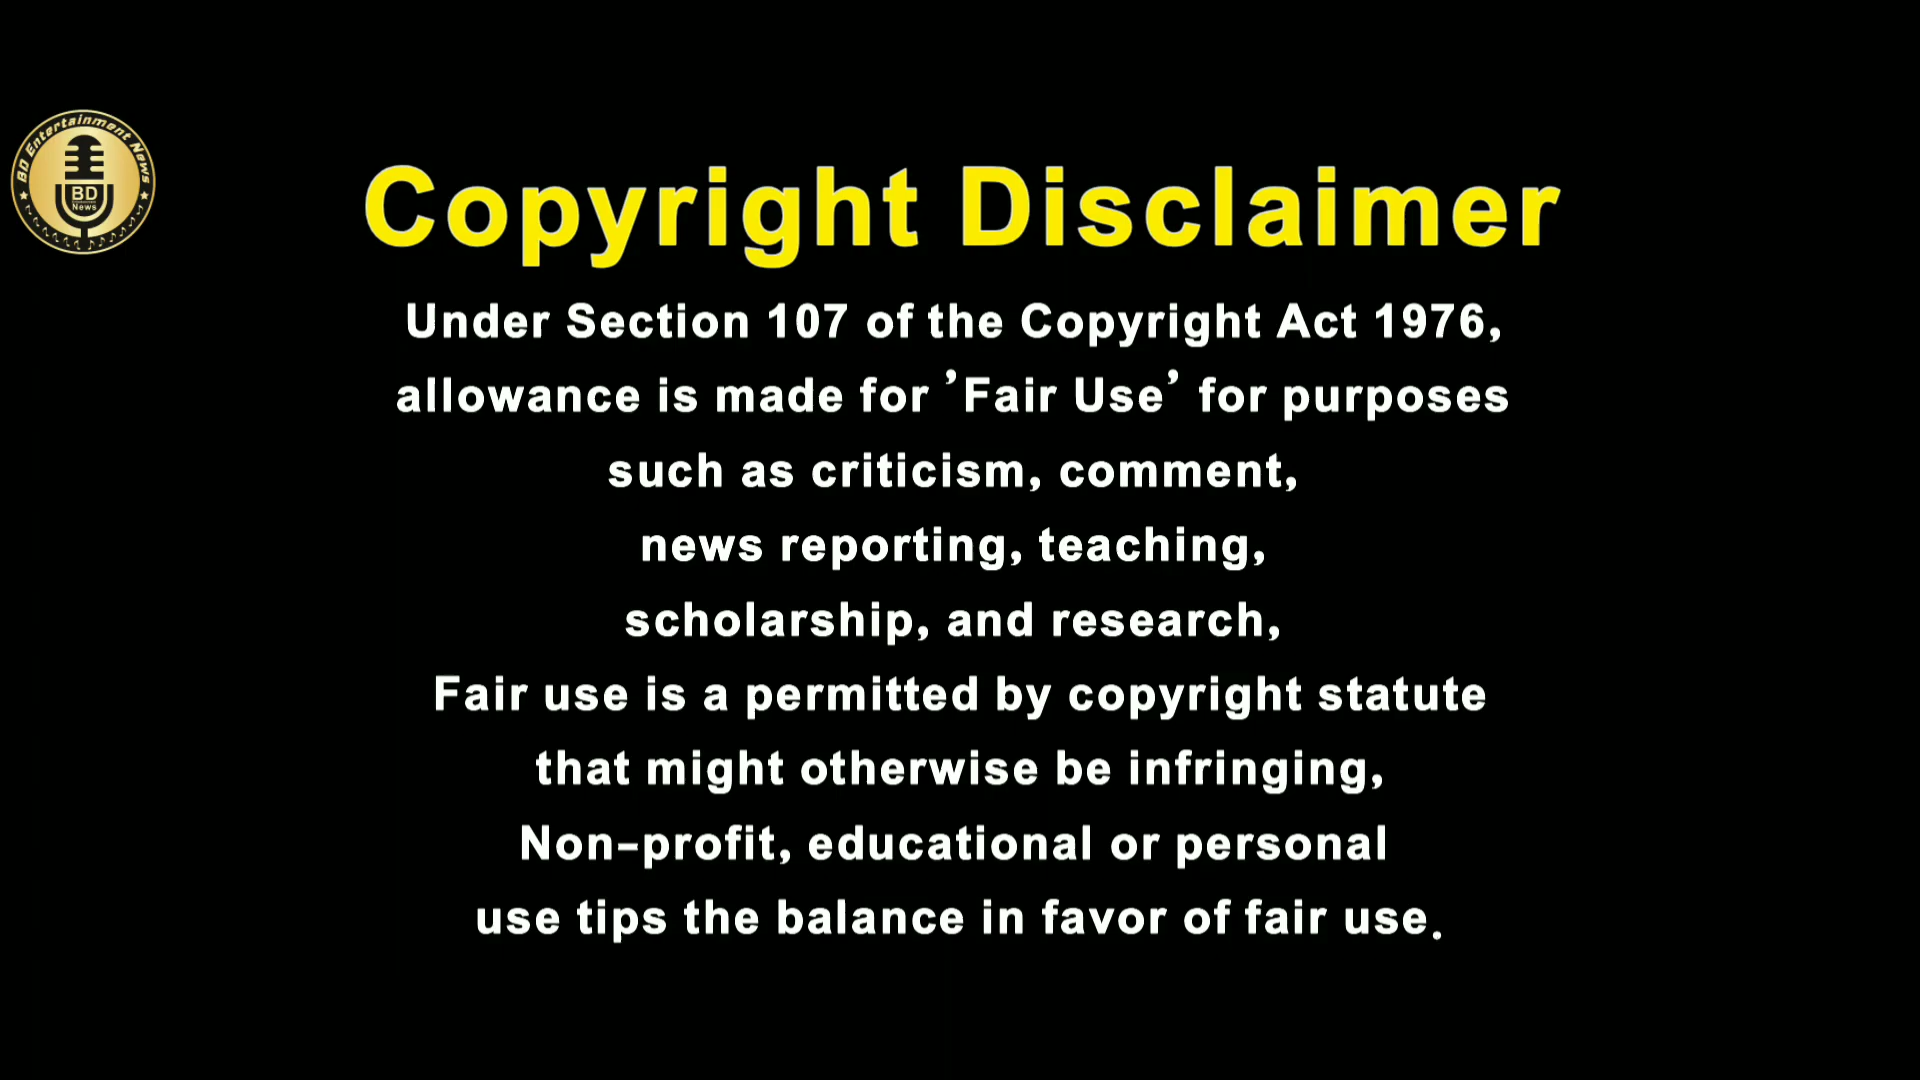 BD Entertainment News
BD
News
Copyright Disclaimer
Under Section 107 of the Copyright Act 1976,
allowance is made for ’Fair Use’ for purposes
such as criticism, comment,
news reporting, teaching,
scholarship, and research,
Fair use is a permitted by copyright statute
that might otherwise be infringing,
Non-profit, educational or personal
use tips the balance in favor of fair use.